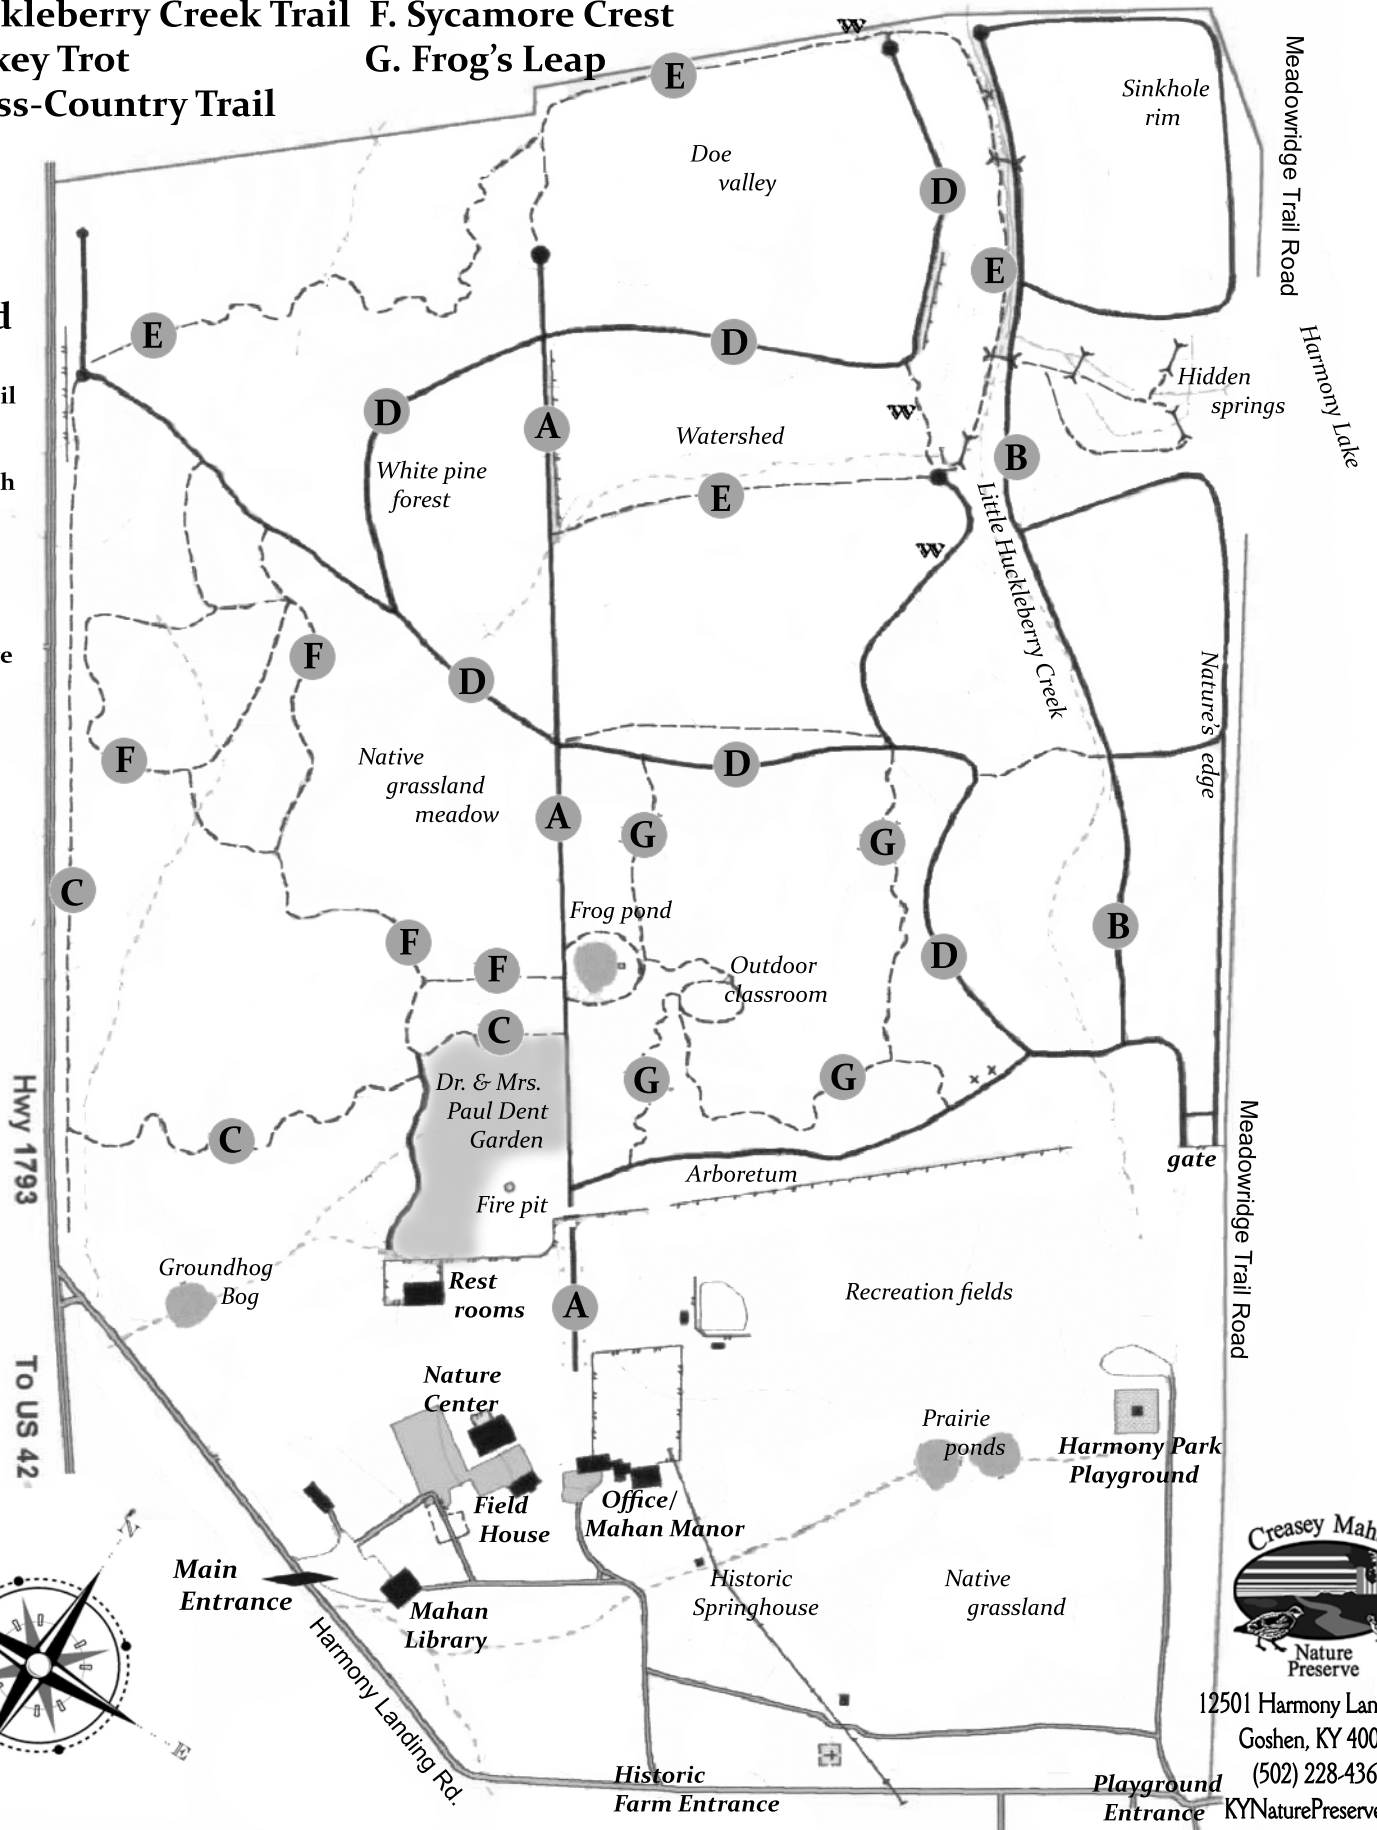 ckleberry Creek Trail F. Sycamore Crest
key Trot G. Frog's Leap
ss-Country Trail
E
Sinkhole
rim
Meadowridge Trail Road
Doe
valley
D
d
E
E
D
Hidden
springs
Harmony Lake
il
D
A
Watershed
B
White pine
forest
h
E
Little Huckleberry Creek
e
F
D
Nature's edge
F
Native
grassland
meadow
D
A
G
G
C
Frog pond
F
F
B
D
Outdoor
classroom
C
Dr. & Mrs.
Paul Dent
Garden
G
G
Hwy 1793
C
Arboretum
gate
Meadowridge Trail Road
Fire pit
Groundhog
Bog
Rest
rooms
A
Recreation fields
To US 42
Nature
Center
Prairie
ponds
Harmony Park
Playground
Field
House
Office/
Mahan Manor
N
Main
Entrance
Mahan
Library
Historic
Springhouse
Native
grassland
Creasey Mah
Nature
Preserve
E
Harmony Landing Rd.
12501 Harmony Lan
Goshen, KY 400
(502) 228-436
KYNaturePreserve
Historic
Farm Entrance
Playground
Entrance